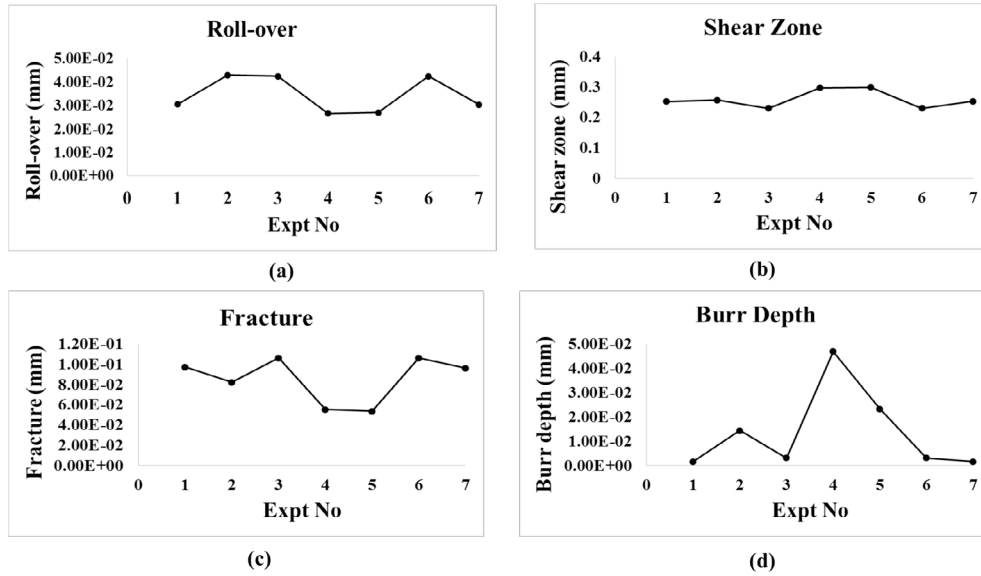 Roll-over
Roll-over (mm)
5.00E-02
4.00E-02
3.00E-02
2.00E-02
1.00E-02
0.00E+00
0 1 2 3 4 5 6 7
Expt No
(a)
Shear Zone
Shear zone (mm)
0.4
0.3
0.2
0.1
0
0 1 2 3 4 5 6 7
Expt No
(b)
Fracture
Fracture (mm)
1.20E-01
1.00E-01
8.00E-02
6.00E-02
4.00E-02
2.00E-02
0.00E+00
0 1 2 3 4 5 6 7
Expt No
(c)
Burr Depth
Burr depth (mm)
5.00E-02
4.00E-02
3.00E-02
2.00E-02
1.00E-02
0.00E+00
0 1 2 3 4 5 6 7
Expt No
(d)